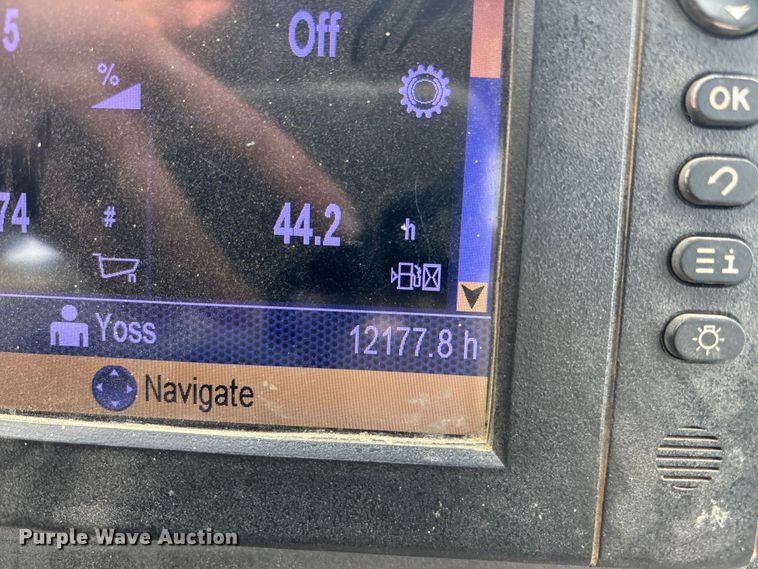 5
Off
%
OK
74
#
44.2
h
i
Yoss
12177.8 h
Navigate
Purple Wave Auction